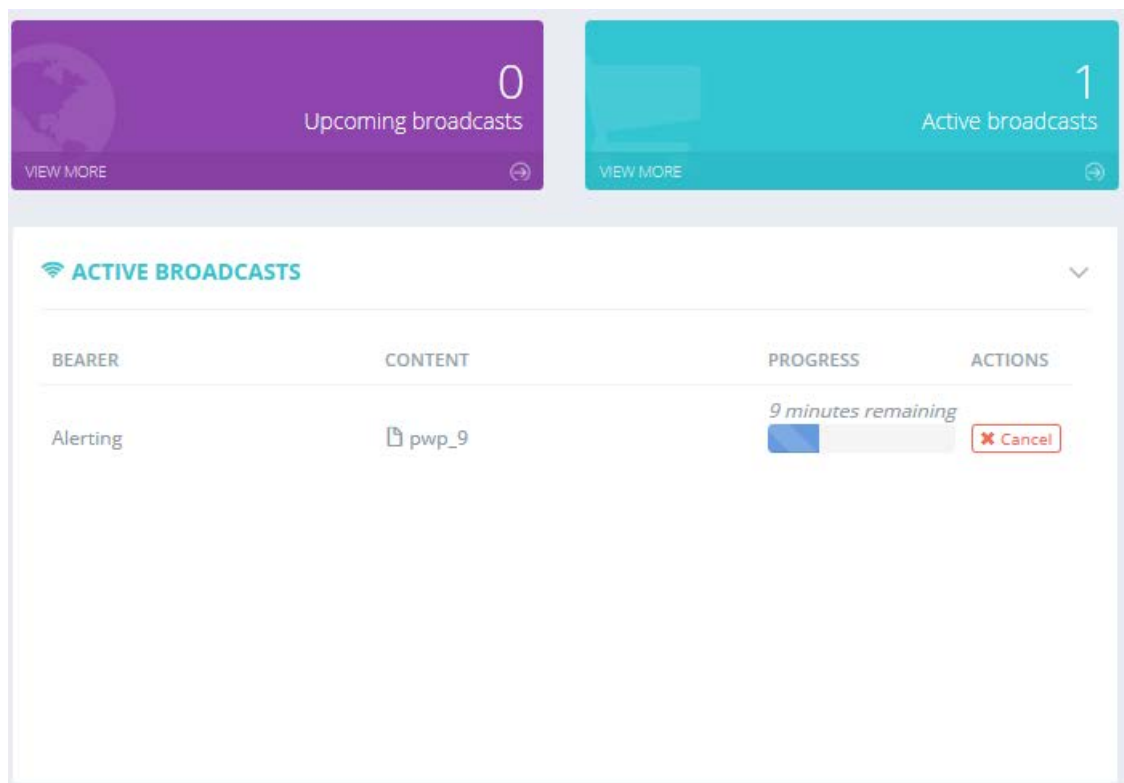 0
Upcoming broadcasts
VIEW MORE
1
Active broadcasts
VIEW MORE
ACTIVE BROADCASTS
BEARER CONTENT PROGRESS ACTIONS
9 minutes remaining
Alerting pwp_9 Cancel